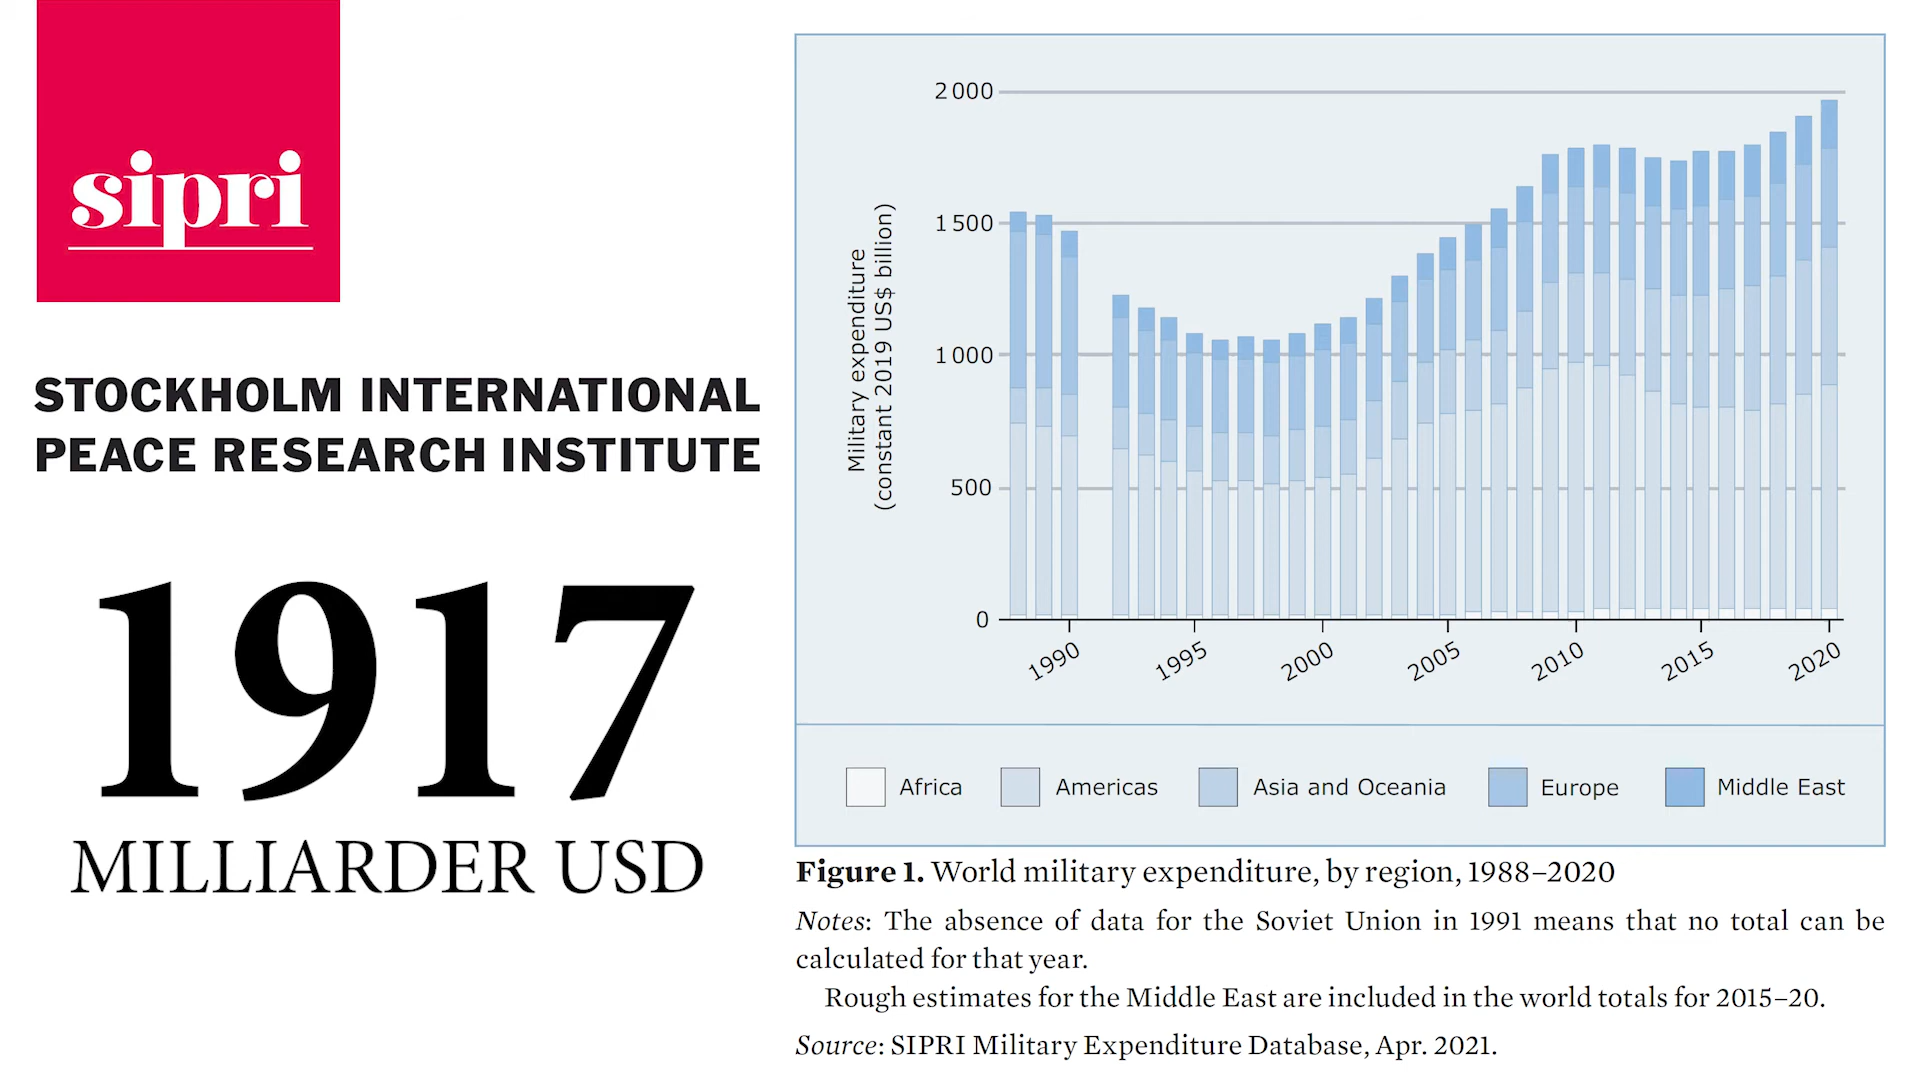 sipri
STOCKHOLM INTERNATIONAL
PEACE RESEARCH INSTITUTE
1917
MILLIARDER USD
Military expenditure
(constant 2019 US$ billion)
2 000
1 500
1 000
500
0
1990
1995
2000
2005
2010
2015
2020
Africa
Americas
Asia and Oceania
Europe
Middle East
Figure 1. World military expenditure, by region, 1988–2020
Notes: The absence of data for the Soviet Union in 1991 means that no total can be
calculated for that year.
Rough estimates for the Middle East are included in the world totals for 2015–20.
Source: SIPRI Military Expenditure Database, Apr. 2021.